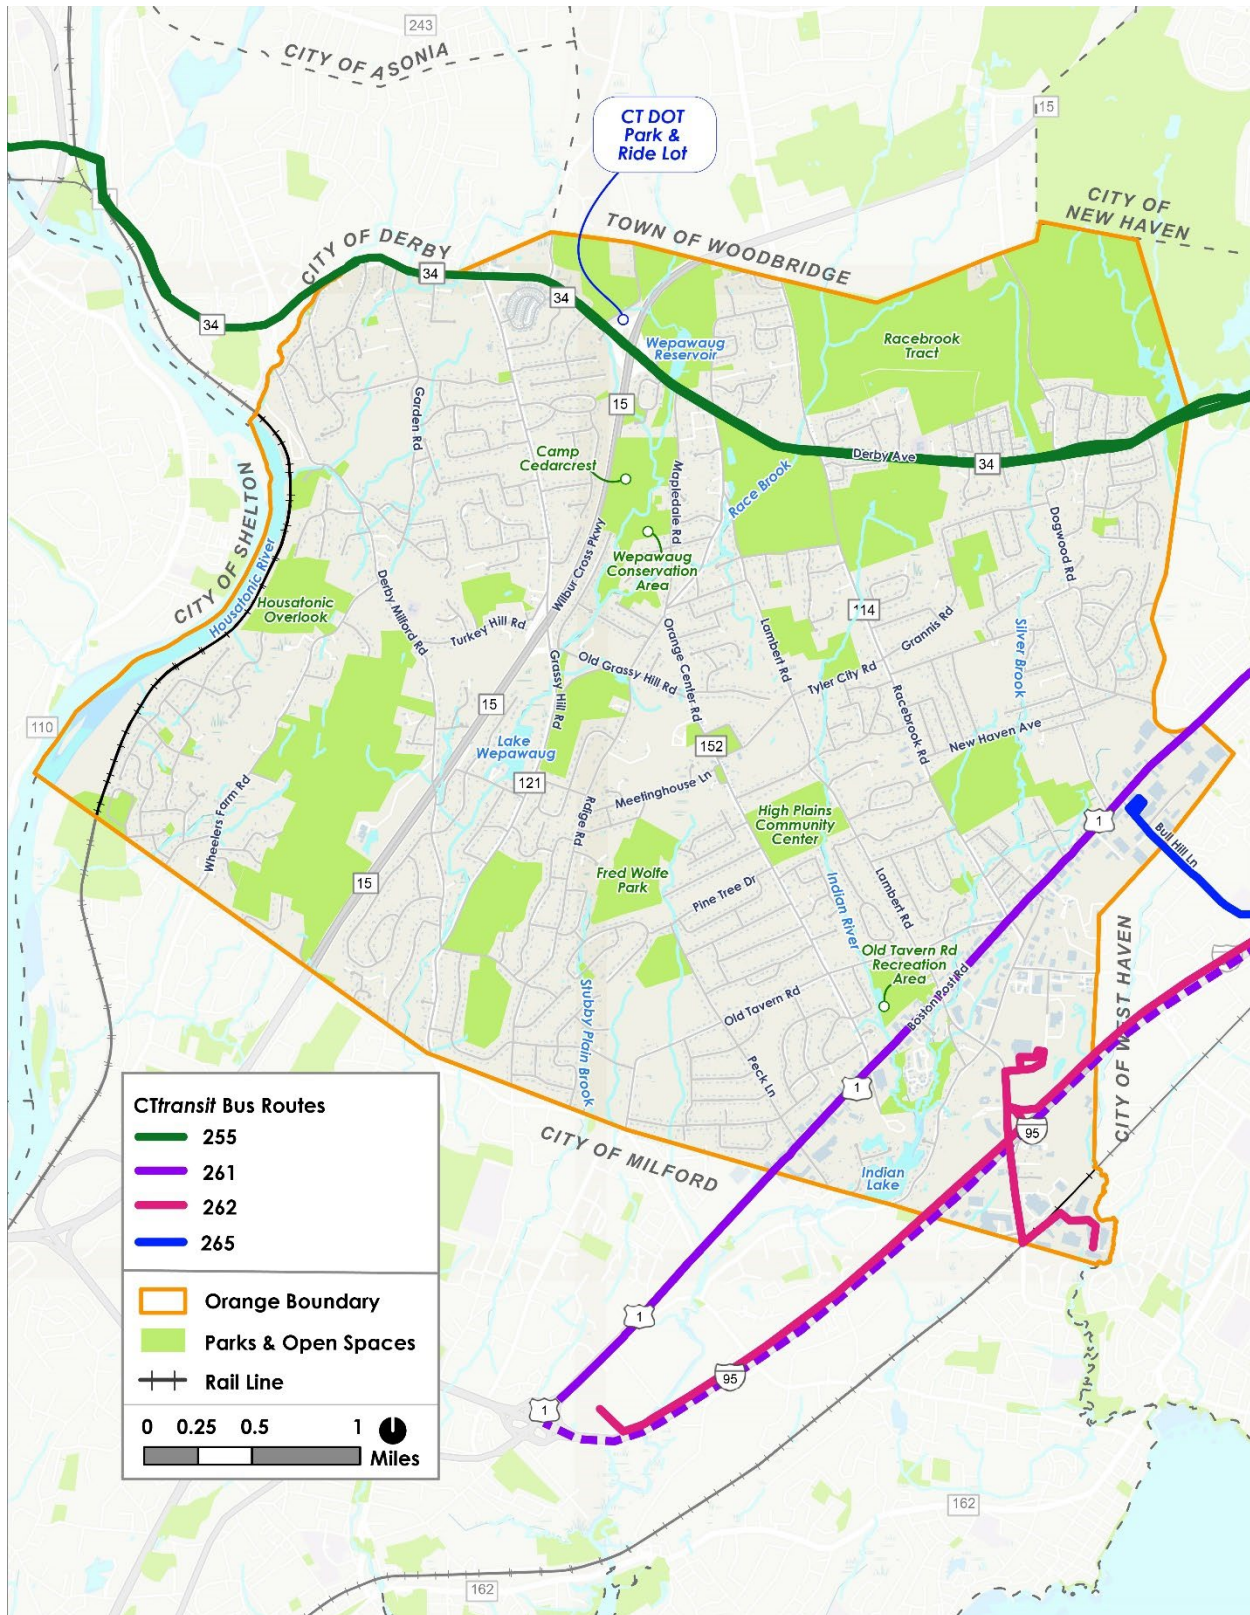 243
CITY OF ASONIA
15
CT DOT
Park &
Ride Lot
CITY OF
NEW HAVEN
TOWN OF WOODBRIDGE
CITY OF DERBY
34
34
34
Wepawaug
Reservoir
Racebrook
Tract
15
Garden Rd
Derby Ave
34
Camp
Cedarcrest
Mapledale Rd
Race Brook
CITY OF SHELTON
Housatonic River
Wilbur Cross Pkwy
Wepawaug
Conservation
Area
Dogwood Rd
Housatonic
Overlook
Derby Milford Rd
Turkey Hill Rd
114
Grannis Rd
Silver Brook
Orange Center Rd
Lambert Rd
Old Grassy Hill Rd
Grassy Hill Rd
Tyler City Rd
Racebrook Rd
15
110
Lake
Wepawaug
152
New Haven Ave
121
Meetinghouse Ln
Wheelers Farm Rd
Rdige Rd
High Plains
Community
Center
1
Bull Hill Ln
15
Fred Wolfe
Park
Pine Tree Dr
Indian River
Lambert Rd
Old Tavern Rd
Recreation
Area
Boston Post Rd
CITY OF WEST HAVEN
Stubby Plain Brook
Old Tavern Rd
Peck Ln
1
95
CITY OF MILFORD
Indian
Lake
CTtransit Bus Routes
255
261
262
265
Orange Boundary
Parks & Open Spaces
Rail Line
0 0.25 0.5 1
Miles
1
95
1
162
162